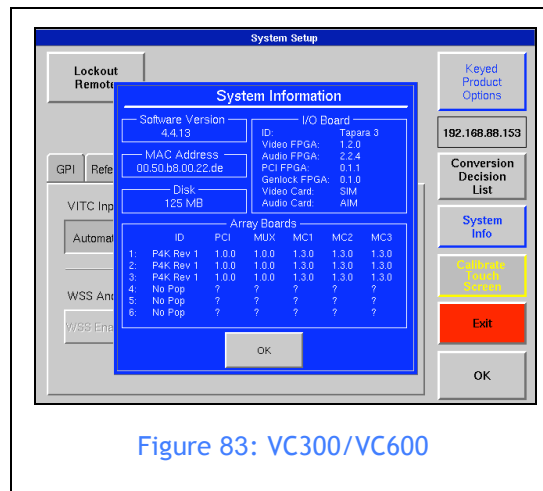 System Setup
Lockout
Remote
Keyed
Product
Options
192.168.88.153
Conversion
Decision
List
System
Info
Calibrate
Touch
Screen
Exit
OK
GPI Refe
VITC Inp
Automat
WSS And
WSS Ena
System Information
Software Version
4.4.13
MAC Address
00.50.b8.00.22.de
Disk
125 MB
I/O Board
ID: Tapara 3
Video FPGA: 1.2.0
Audio FPGA: 2.2.4
PCI FPGA: 0.1.1
Genlock FPGA: 0.1.0
Video Card: SIM
Audio Card: AIM
Array Boards
ID PCI MUX MC1 MC2 MC3
1: P4K Rev 1 1.0.0 1.0.0 1.3.0 1.3.0 1.3.0
2: P4K Rev 1 1.0.0 1.0.0 1.3.0 1.3.0 1.3.0
3: P4K Rev 1 1.0.0 1.0.0 1.3.0 1.3.0 1.3.0
4: No Pop ? ? ? ? ?
5: No Pop ? ? ? ? ?
6: No Pop ? ? ? ? ?
OK
Figure 83: VC300/VC600